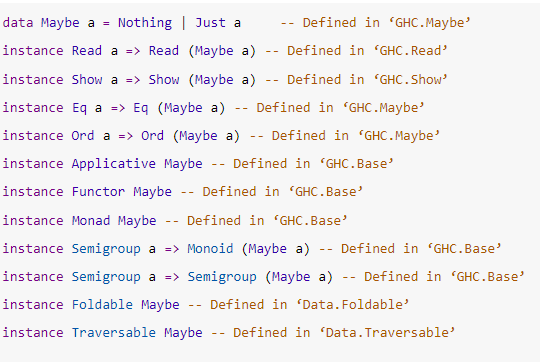 data Maybe a = Nothing | Just a     -- Defined in ‘GHC.Maybe’
instance Read a => Read (Maybe a) -- Defined in ‘GHC.Read’
instance Show a => Show (Maybe a) -- Defined in ‘GHC.Show’
instance Eq a => Eq (Maybe a) -- Defined in ‘GHC.Maybe’
instance Ord a => Ord (Maybe a) -- Defined in ‘GHC.Maybe’
instance Applicative Maybe -- Defined in ‘GHC.Base’
instance Functor Maybe -- Defined in ‘GHC.Base’
instance Monad Maybe -- Defined in ‘GHC.Base’
instance Semigroup a => Monoid (Maybe a) -- Defined in ‘GHC.Base’
instance Semigroup a => Semigroup (Maybe a) -- Defined in ‘GHC.Base’
instance Foldable Maybe -- Defined in ‘Data.Foldable’
instance Traversable Maybe -- Defined in ‘Data.Traversable’